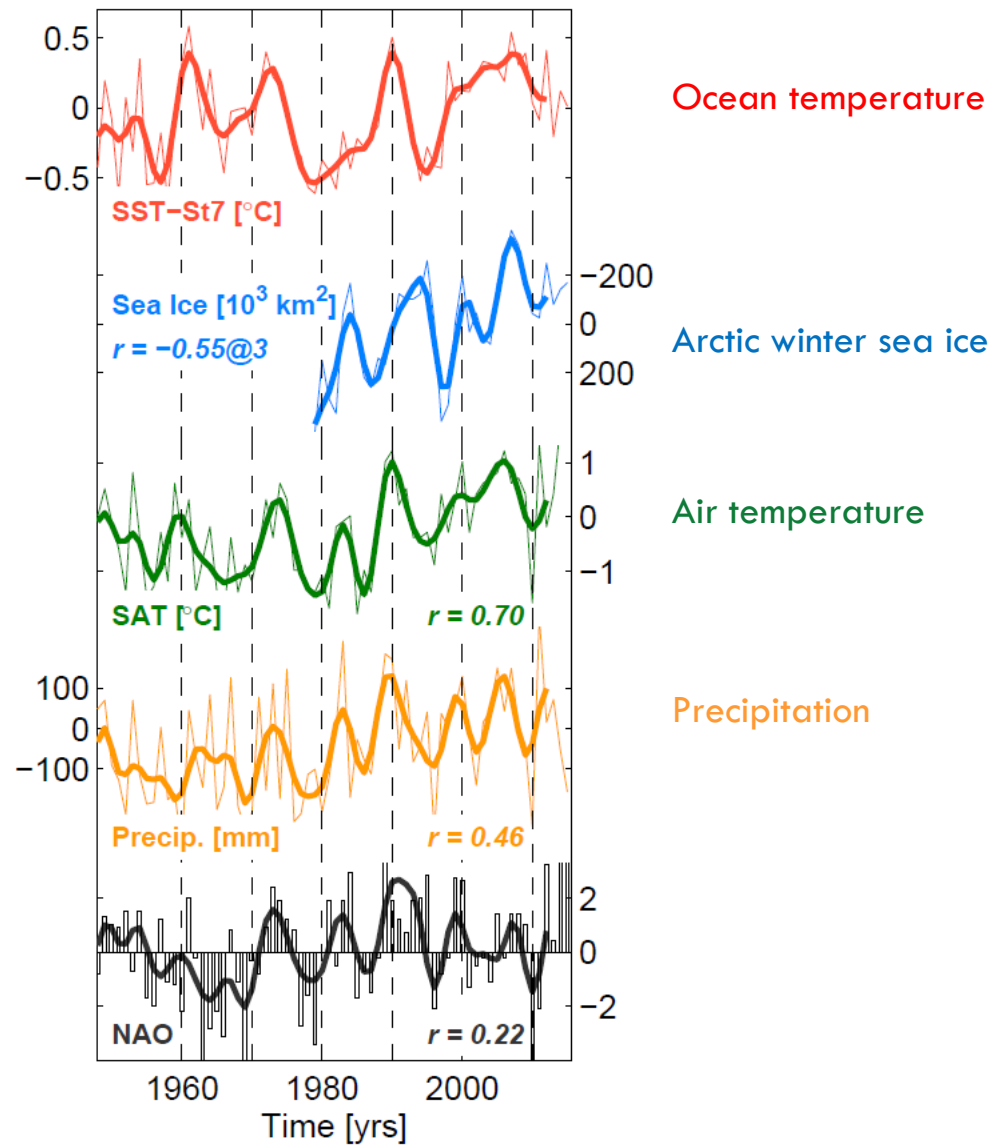 0.5
0
−0.5
SST−St7 [°C]
Ocean temperature
Sea Ice [10³ km²]
r = −0.55@3
−200
0
200
Arctic winter sea ice
1
0
−1
SAT [°C]
r = 0.70
Air temperature
100
0
−100
Precip. [mm]
r = 0.46
Precipitation
2
0
−2
NAO
r = 0.22
1960 1980 2000
Time [yrs]